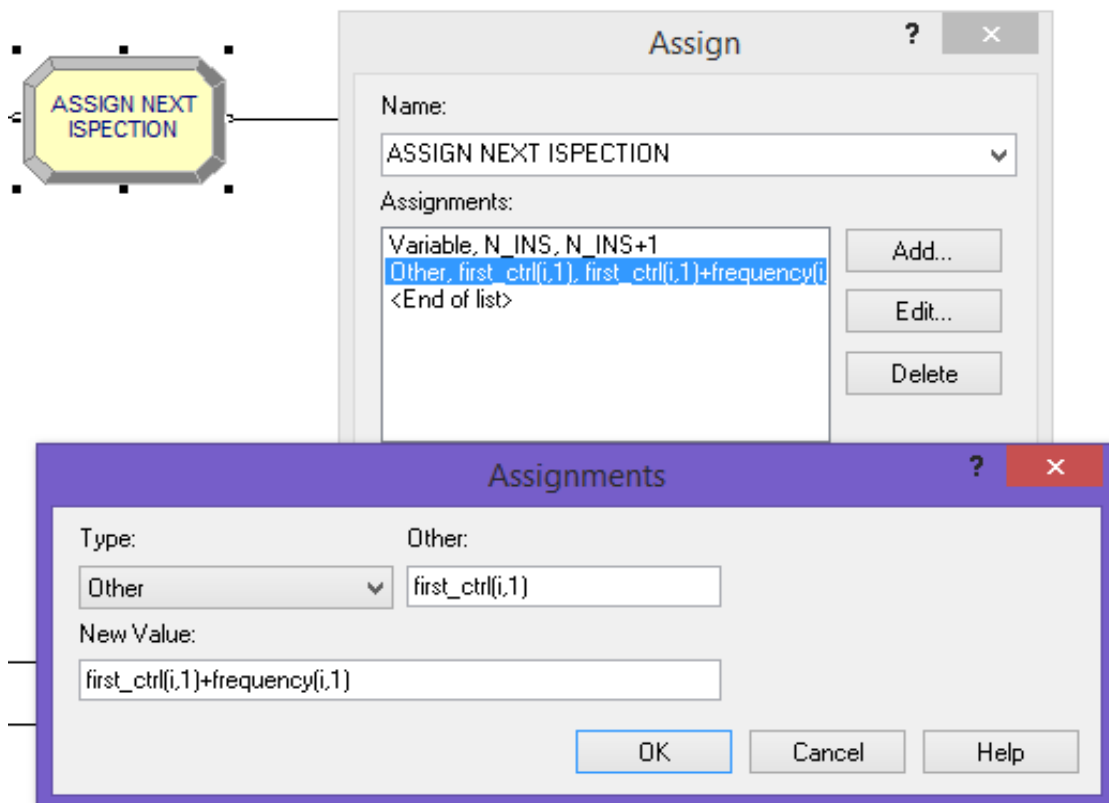 ASSIGN NEXT
ISPECTION
Assign
?
×
Name:
ASSIGN NEXT ISPECTION
Assignments:
Variable, N_INS, N_INS+1
Other, first_ctrl(i,1), first_ctrl(i,1)+frequency(i,
<End of list>
Add...
Edit...
Delete
Assignments
?
×
Type:
Other:
Other
first_ctrl(i,1)
New Value:
first_ctrl(i,1)+frequency(i,1)
OK
Cancel
Help